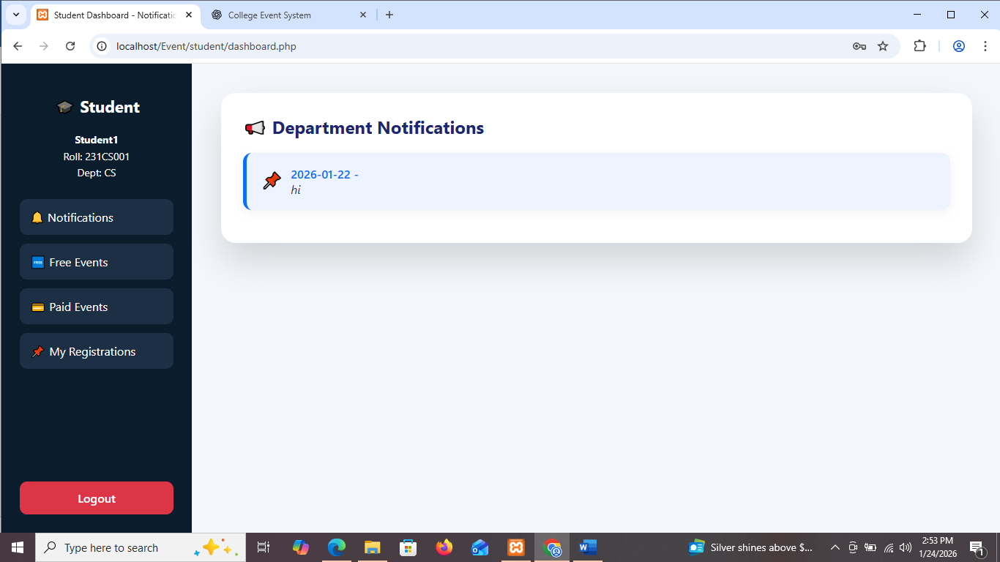 Student Dashboard - Notificatio
College Event System
localhost/Event/student/dashboard.php
Student
Student1
Roll: 231CS001
Dept: CS
Notifications
FREE Free Events
Paid Events
My Registrations
Logout
Department Notifications
2026-01-22 -
hi
Type here to search
Silver shines above $...
2:53 PM
1/24/2026
1